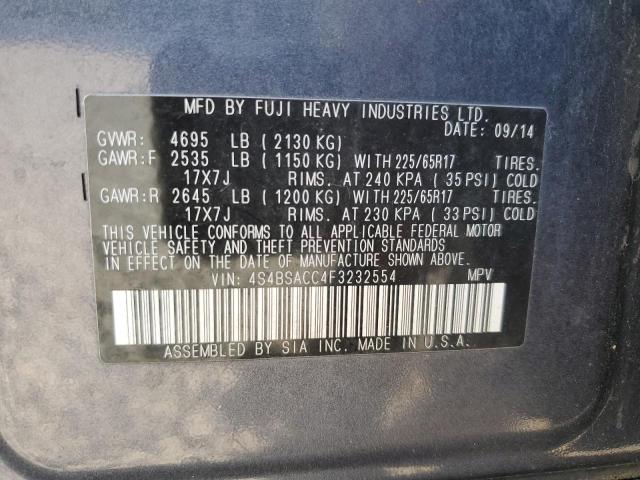 MFD BY FUJI HEAVY INDUSTRIES LTD.
DATE: 09/14
GVWR: 4695 LB ( 2130 KG)
GAWR:F 2535 LB ( 1150 KG) WITH 225/65R17 TIRES.
17X7J RIMS. AT 240 KPA ( 35 PSI) COLD
GAWR:R 2645 LB ( 1200 KG) WITH 225/65R17 TIRES.
17X7J RIMS. AT 230 KPA ( 33 PSI) COLD
THIS VEHICLE CONFORMS TO ALL APPLICABLE FEDERAL MOTOR
VEHICLE SAFETY AND THEFT PREVENTION STANDARDS
IN EFFECT ON THE DATE OF MANUFACTURE SHOWN ABOVE.
VIN: 4S4BSACC4F3232554 MPV
ASSEMBLED BY SIA INC. MADE IN U.S.A.